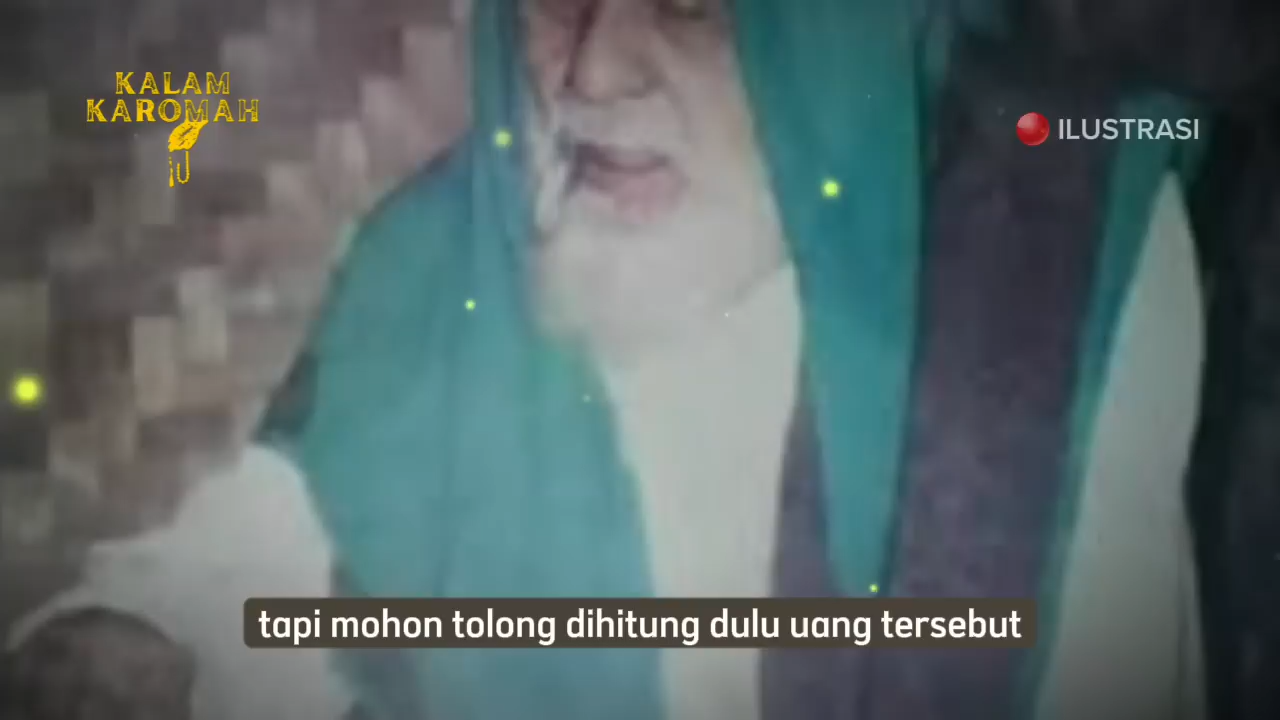 KALAM
KAROMAH
ILUSTRASI
tapi mohon tolong dihitung dulu uang tersebut